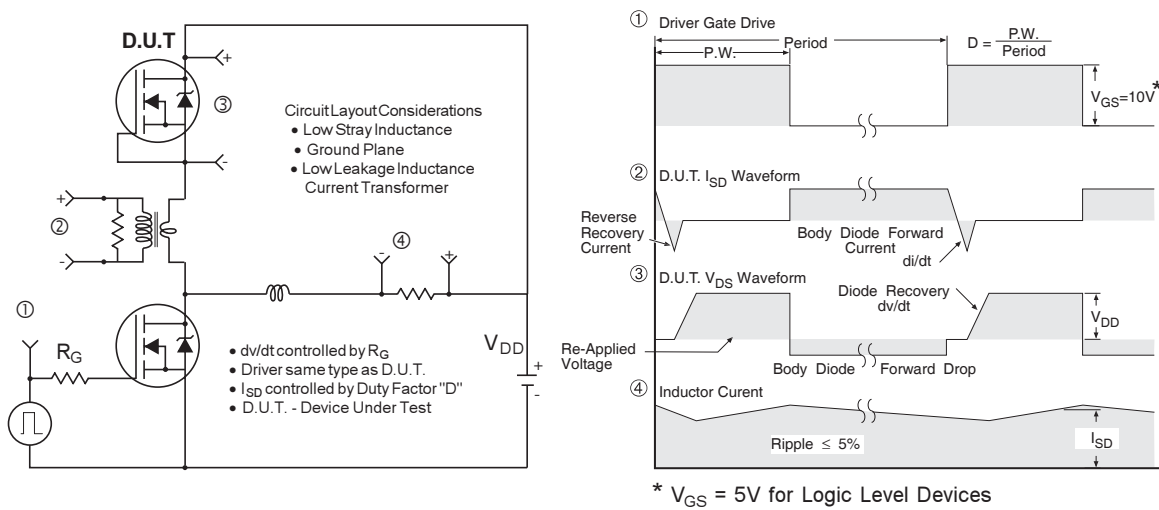 D.U.T
+
③
-
Circuit Layout Considerations
• Low Stray Inductance
• Ground Plane
• Low Leakage Inductance
Current Transformer
+
②
-
④
-
+
①
R_G
• dv/dt controlled by R_G
• Driver same type as D.U.T.
• I_SD controlled by Duty Factor "D"
• D.U.T. - Device Under Test
V_DD
+
-
① Driver Gate Drive
Period
P.W.
D = P.W. / Period
V_GS=10V*
② D.U.T. I_SD Waveform
Reverse
Recovery
Current
Body Diode Forward
Current
di/dt
③ D.U.T. V_DS Waveform
Diode Recovery
dv/dt
V_DD
Re-Applied
Voltage
Body Diode Forward Drop
④ Inductor Curent
Ripple ≤ 5%
I_SD
* V_GS = 5V for Logic Level Devices